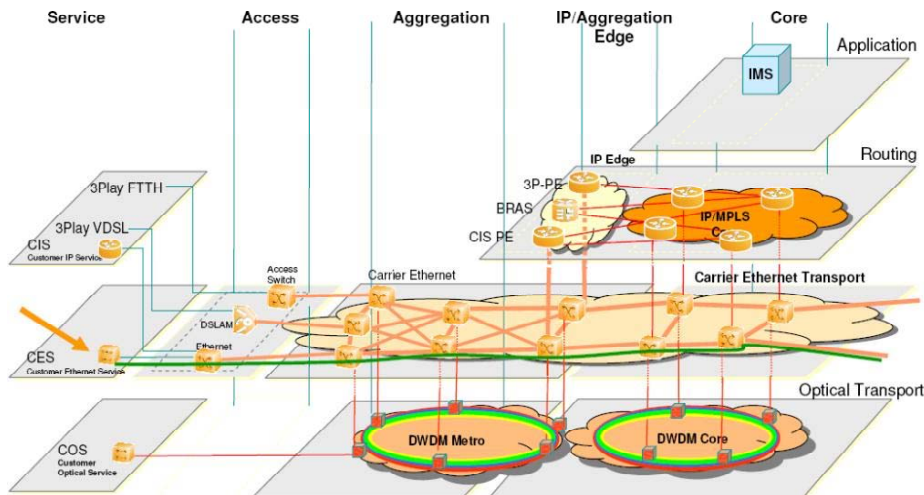 Service
Access
Aggregation
IP/Aggregation
Edge
Core
Application
IMS
Routing
IP Edge
3P-PE
BRAS
CIS PE
IP/MPLS
3Play FTTH
3Play VDSL
CIS
Customer IP Service
Access
Switch
Carrier Ethernet
Carrier Ethernet Transport
DSLAM
Ethernet
CES
Customer Ethernet Service
Optical Transport
COS
Customer
Optical Service
DWDM Metro
DWDM Core